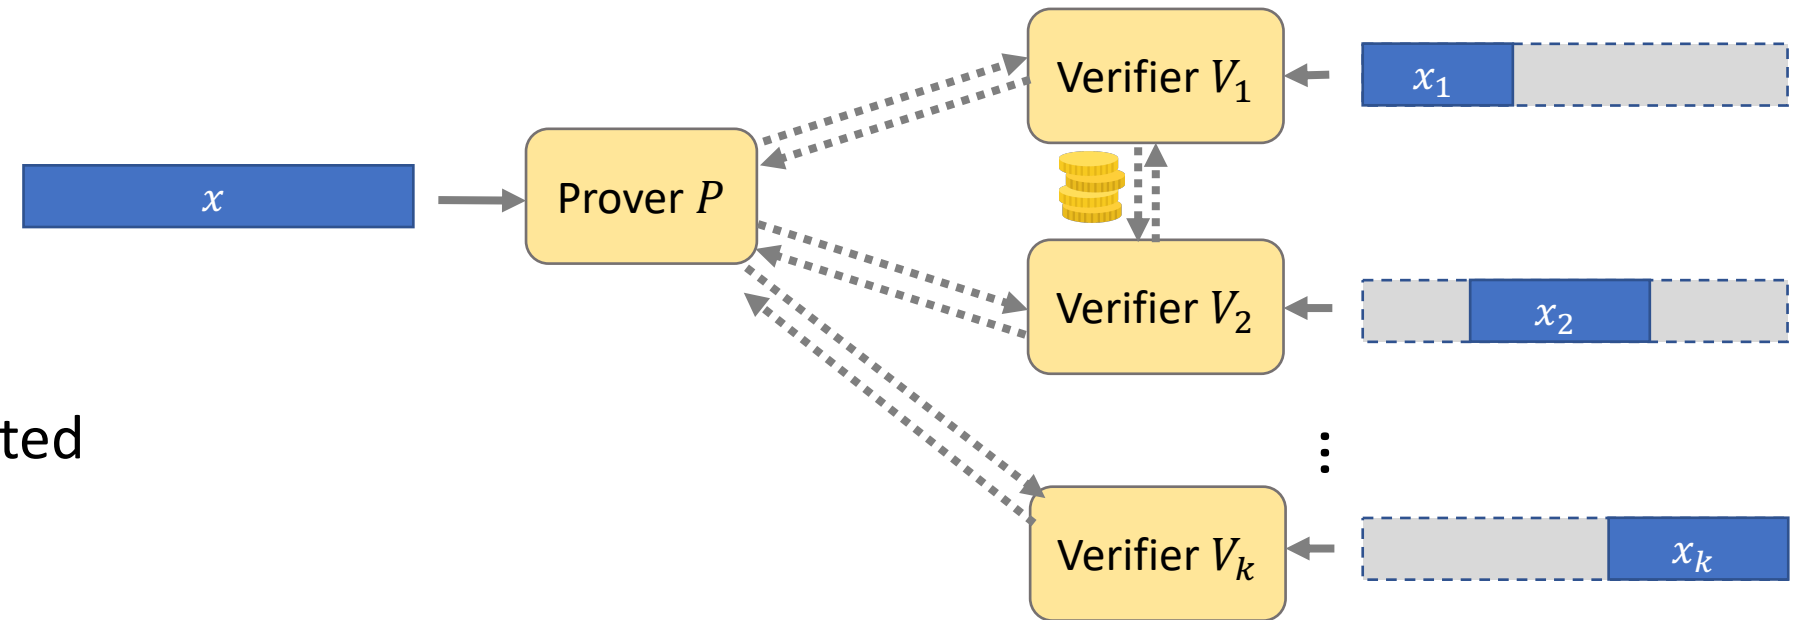 Verifier V₁
x₁
x
Prover P
Verifier V₂
x₂
ted
⋮
Verifier Vₖ
xₖ